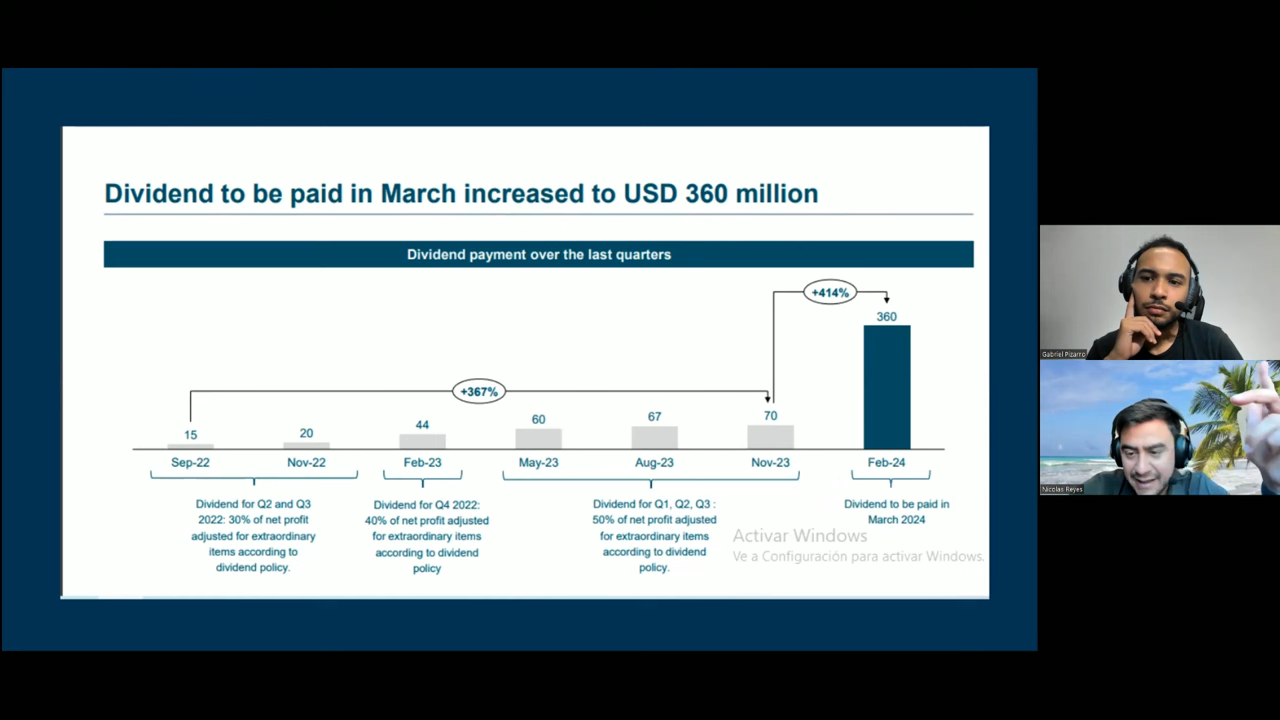 Dividend to be paid in March increased to USD 360 million
Dividend payment over the last quarters
+414%
360
+367%
15
20
44
60
67
70
Sep-22
Nov-22
Feb-23
May-23
Aug-23
Nov-23
Feb-24
Dividend for Q2 and Q3
2022: 30% of net profit
adjusted for extraordinary
items according to
dividend policy.
Dividend for Q4 2022:
40% of net profit adjusted
for extraordinary items
according to dividend
policy
Dividend for Q1, Q2, Q3 :
50% of net profit adjusted
for extraordinary items
according to dividend
policy.
Dividend to be paid in
March 2024
Activar Windows
Ve a Configuración para activar Windows.
Gabriel Pizarro
Nicolas Reyes